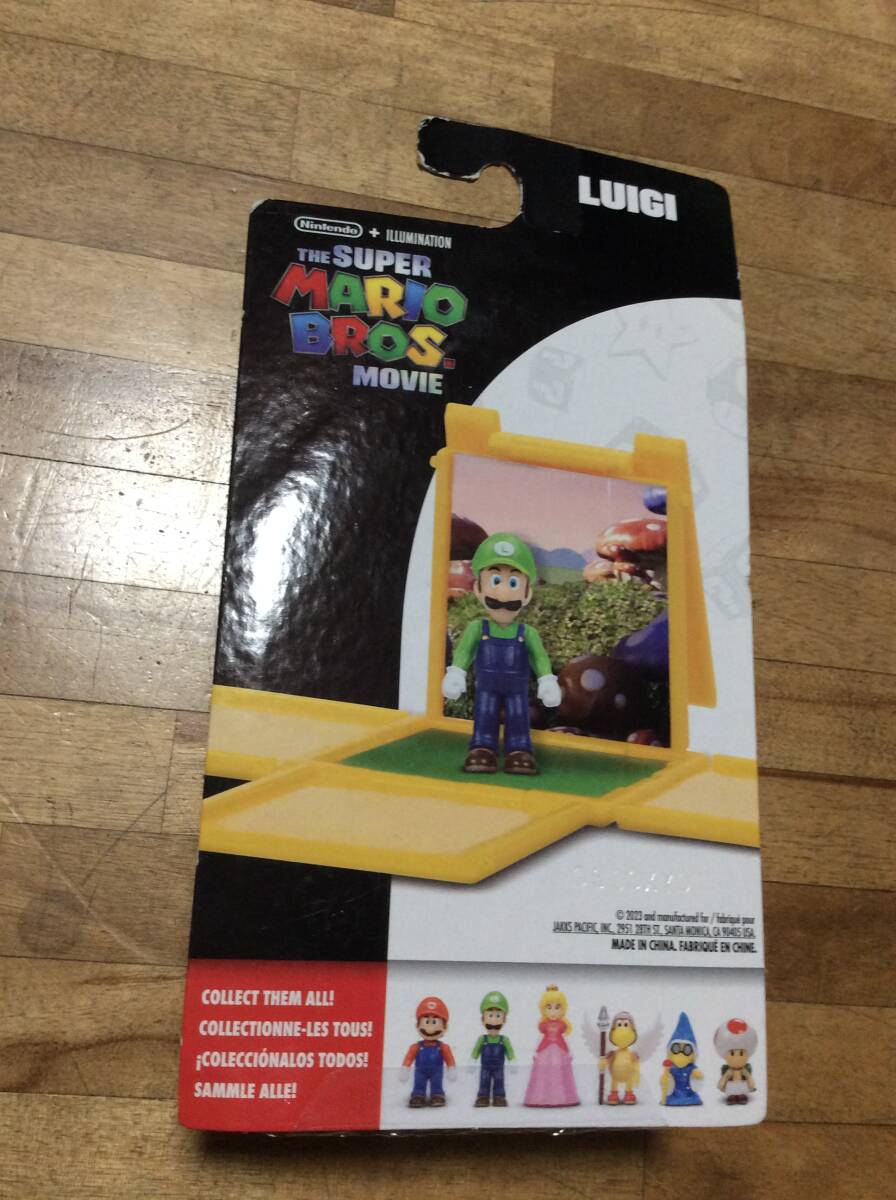 LUIGI
Nintendo + ILLUMINATION
THE SUPER
MARIO
BROS.
MOVIE
L
© 2023 and manufactured for / fabriqué pour
JAKKS PACIFIC, INC., 2951 28TH ST., SANTA MONICA, CA 90405 USA.
MADE IN CHINA. FABRIQUÉ EN CHINE.
COLLECT THEM ALL!
COLLECTIONNE-LES TOUS!
¡COLECCIÓNALOS TODOS!
SAMMLE ALLE!